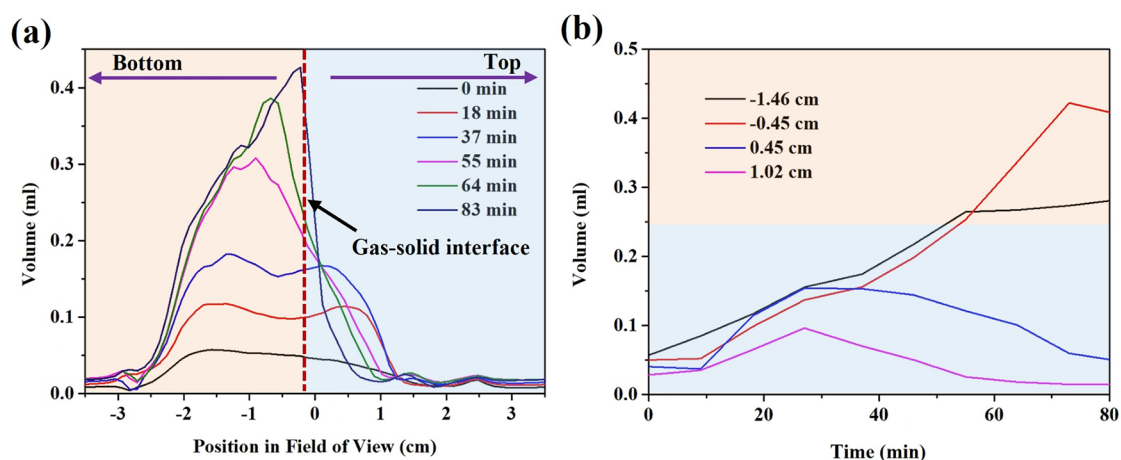 (a)
Bottom
Top
0 min
18 min
37 min
55 min
64 min
83 min
Gas-solid interface
0.4
0.3
0.2
0.1
0.0
Volume (ml)
-3
-2
-1
0
1
2
3
Position in Field of View (cm)
(b)
-1.46 cm
-0.45 cm
0.45 cm
1.02 cm
0.5
0.4
0.3
0.2
0.1
0.0
Volume (ml)
0
20
40
60
80
Time (min)